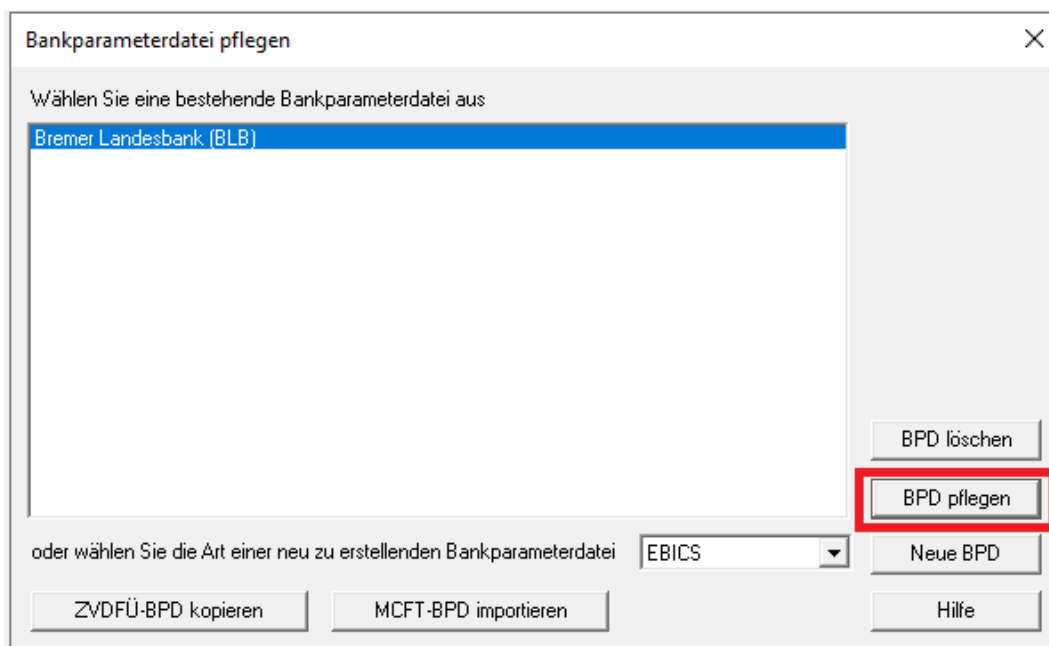 Bankparameterdatei pflegen
Wählen Sie eine bestehende Bankparameterdatei aus
Bremer Landesbank (BLB)
BPD löschen
BPD pflegen
oder wählen Sie die Art einer neu zu erstellenden Bankparameterdatei EBICS Neue BPD
ZVDFÜ-BPD kopieren MCFT-BPD importieren Hilfe